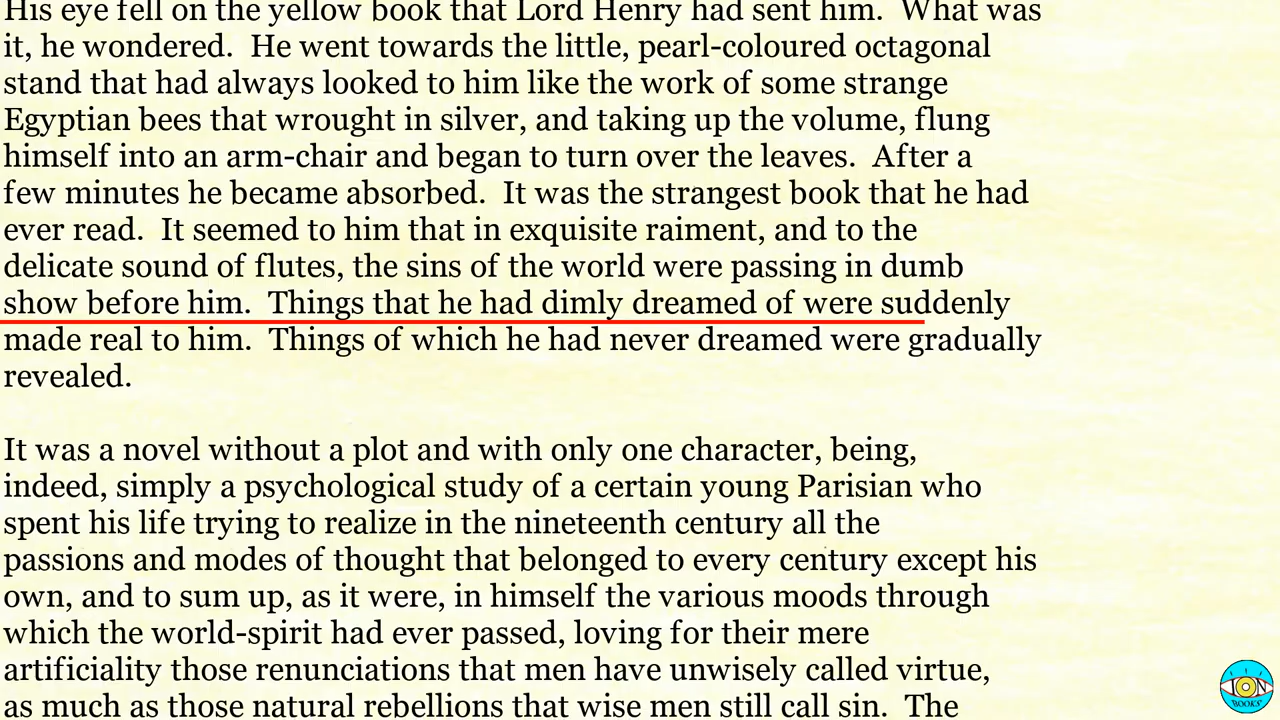 His eye fell on the yellow book that Lord Henry had sent him.  What was
it, he wondered.  He went towards the little, pearl-coloured octagonal
stand that had always looked to him like the work of some strange
Egyptian bees that wrought in silver, and taking up the volume, flung
himself into an arm-chair and began to turn over the leaves.  After a
few minutes he became absorbed.  It was the strangest book that he had
ever read.  It seemed to him that in exquisite raiment, and to the
delicate sound of flutes, the sins of the world were passing in dumb
show before him.  Things that he had dimly dreamed of were suddenly
made real to him.  Things of which he had never dreamed were gradually
revealed.
It was a novel without a plot and with only one character, being,
indeed, simply a psychological study of a certain young Parisian who
spent his life trying to realize in the nineteenth century all the
passions and modes of thought that belonged to every century except his
own, and to sum up, as it were, in himself the various moods through
which the world-spirit had ever passed, loving for their mere
artificiality those renunciations that men have unwisely called virtue,
as much as those natural rebellions that wise men still call sin.  The
ION
BOOKS